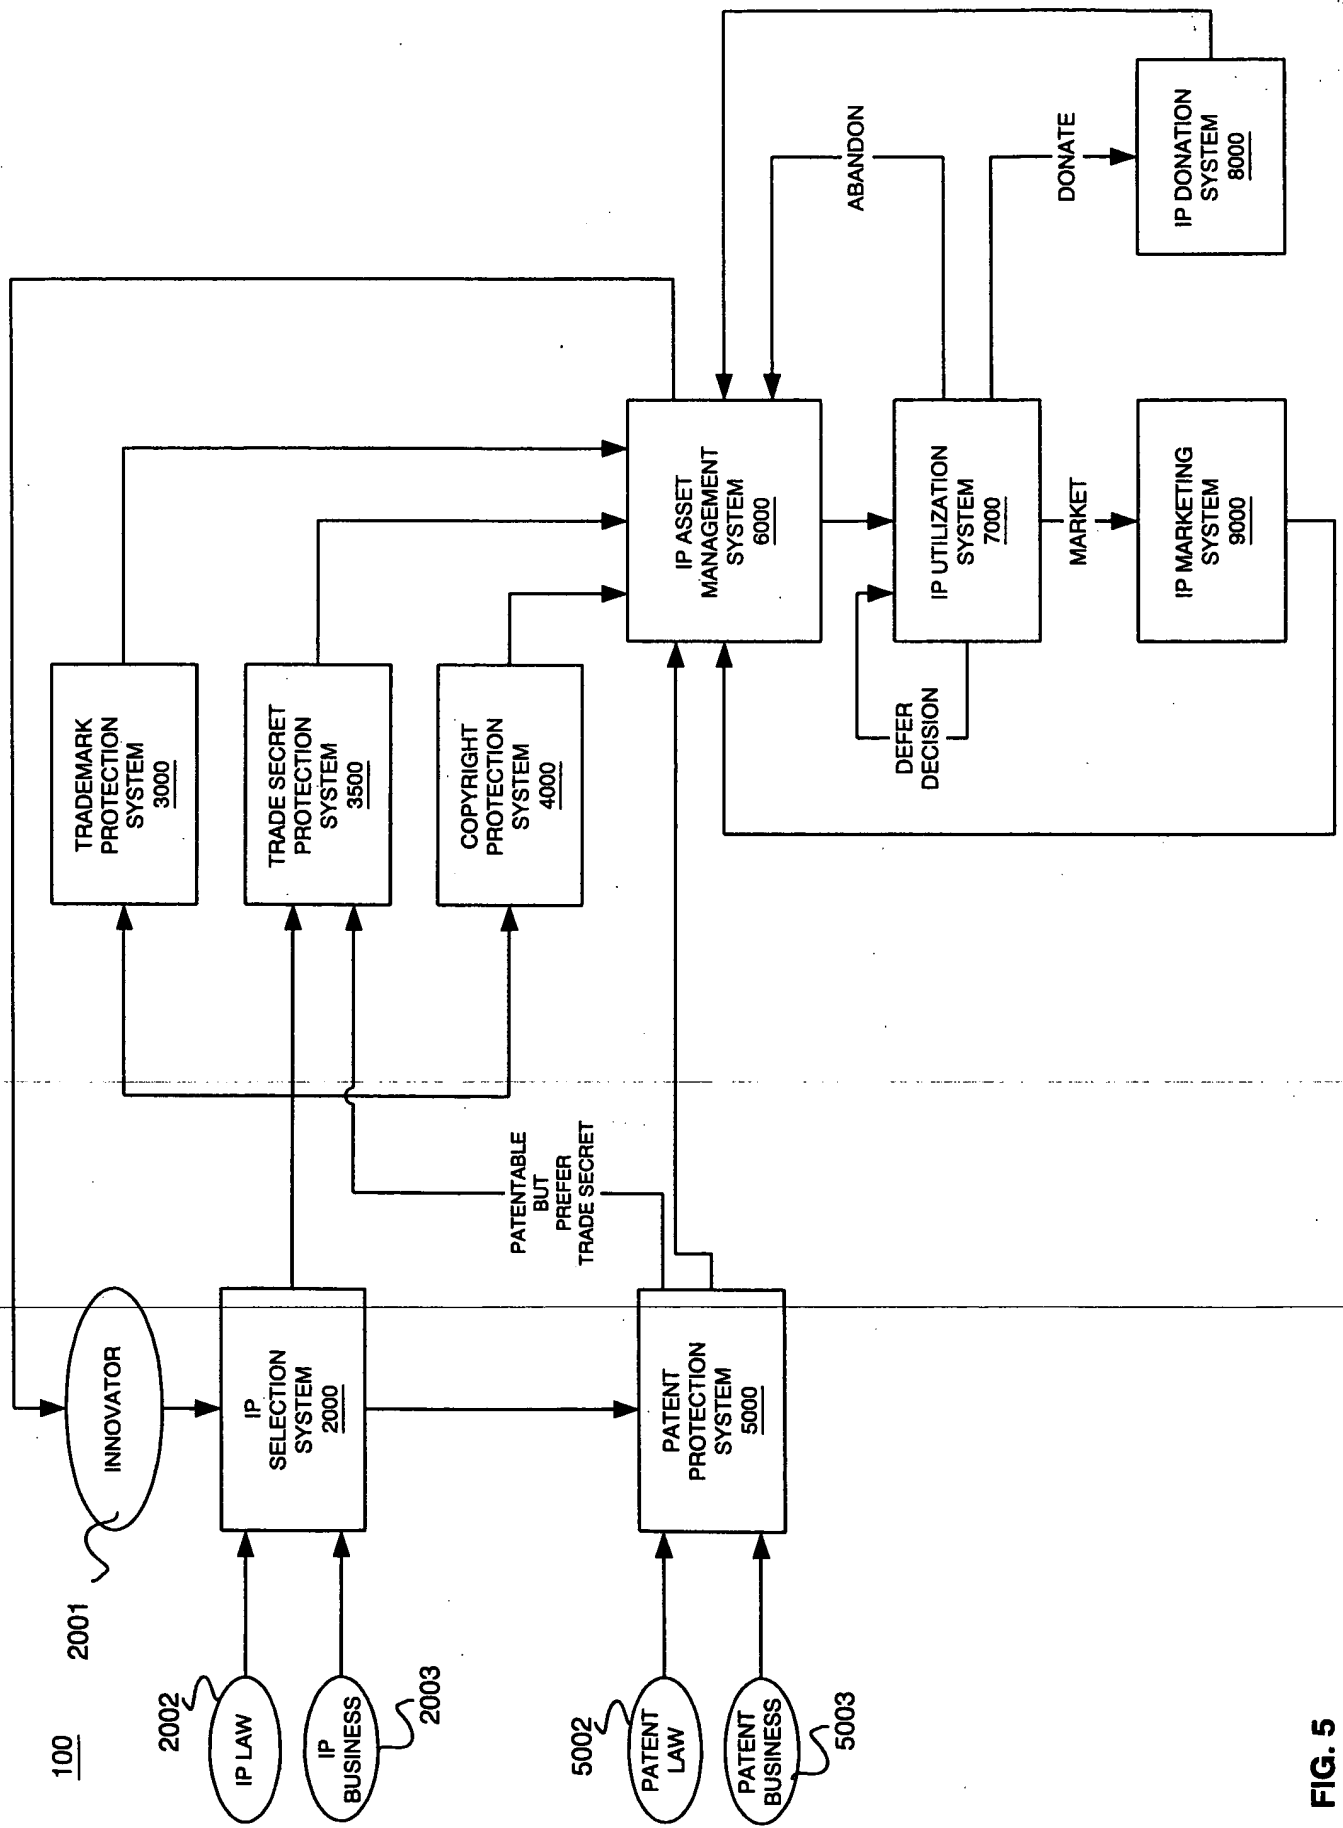 100
2001
INNOVATOR
2002
IP LAW
IP
BUSINESS
2003
IP
SELECTION
SYSTEM
2000
5002
PATENT
LAW
PATENT
BUSINESS
5003
PATENT
PROTECTION
SYSTEM
5000
PATENTABLE
BUT
PREFER
TRADE SECRET
TRADEMARK
PROTECTION
SYSTEM
3000
TRADE SECRET
PROTECTION
SYSTEM
3500
COPYRIGHT
PROTECTION
SYSTEM
4000
IP ASSET
MANAGEMENT
SYSTEM
6000
DEFER
DECISION
IP UTILIZATION
SYSTEM
7000
ABANDON
MARKET
DONATE
IP MARKETING
SYSTEM
9000
IP DONATION
SYSTEM
8000
FIG. 5